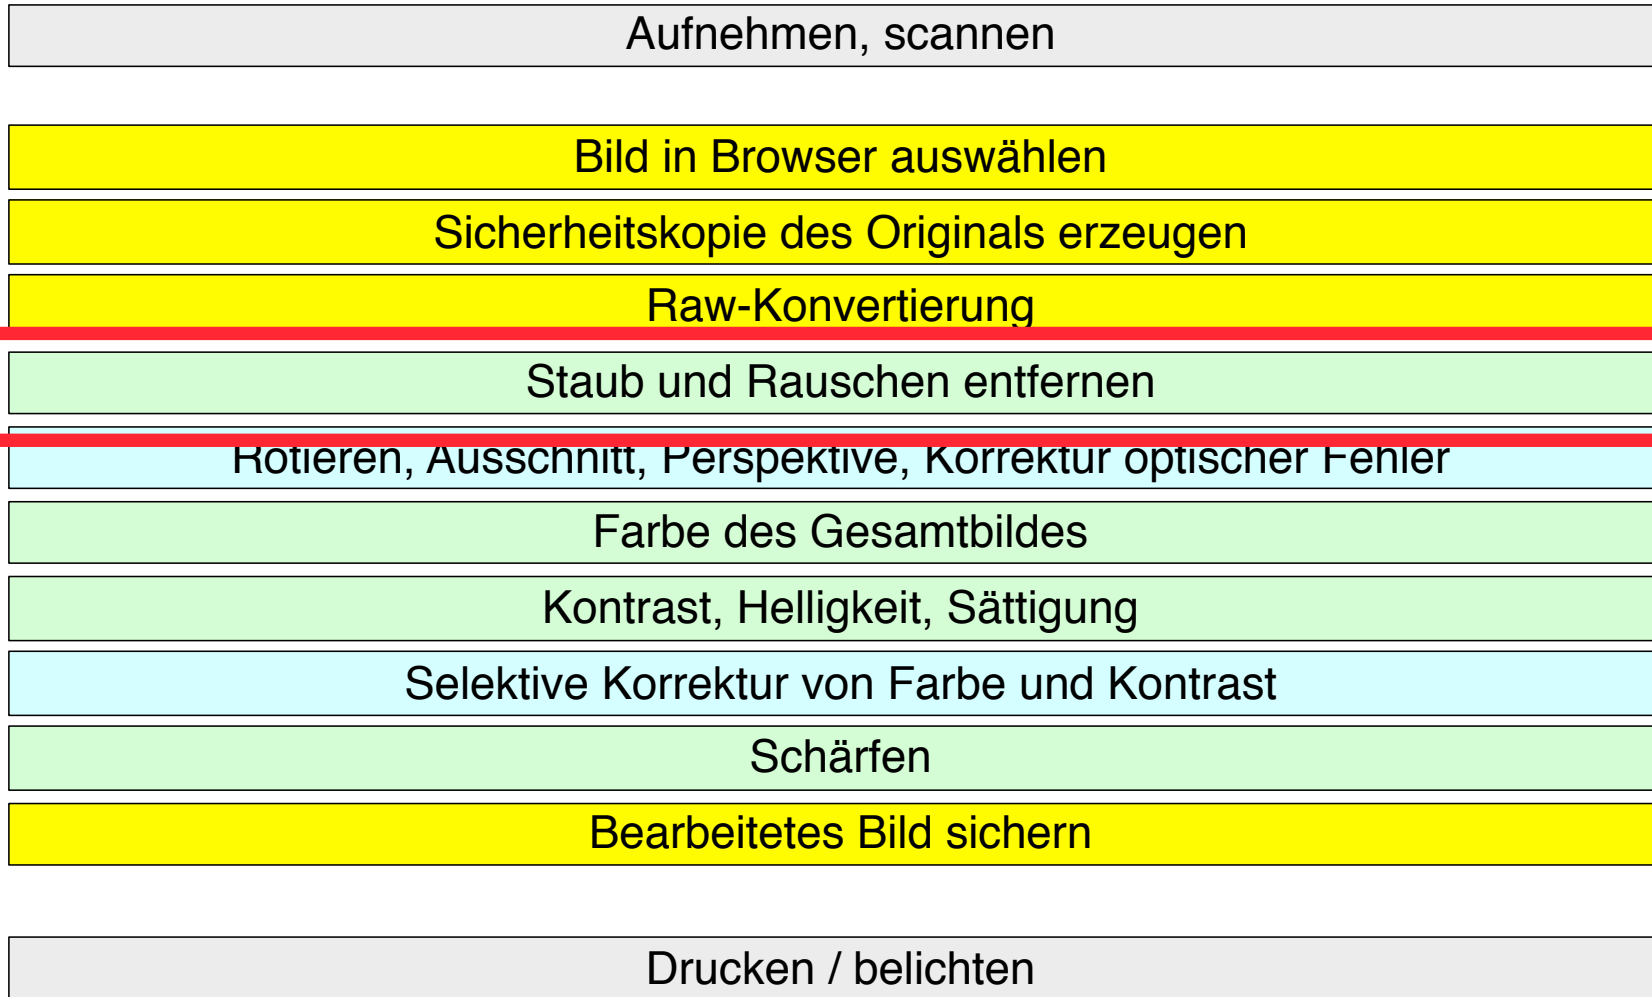 Aufnehmen, scannen
Bild in Browser auswählen
Sicherheitskopie des Originals erzeugen
Raw-Konvertierung
Staub und Rauschen entfernen
Rotieren, Ausschnitt, Perspektive, Korrektur optischer Fehler
Farbe des Gesamtbildes
Kontrast, Helligkeit, Sättigung
Selektive Korrektur von Farbe und Kontrast
Schärfen
Bearbeitetes Bild sichern
Drucken / belichten